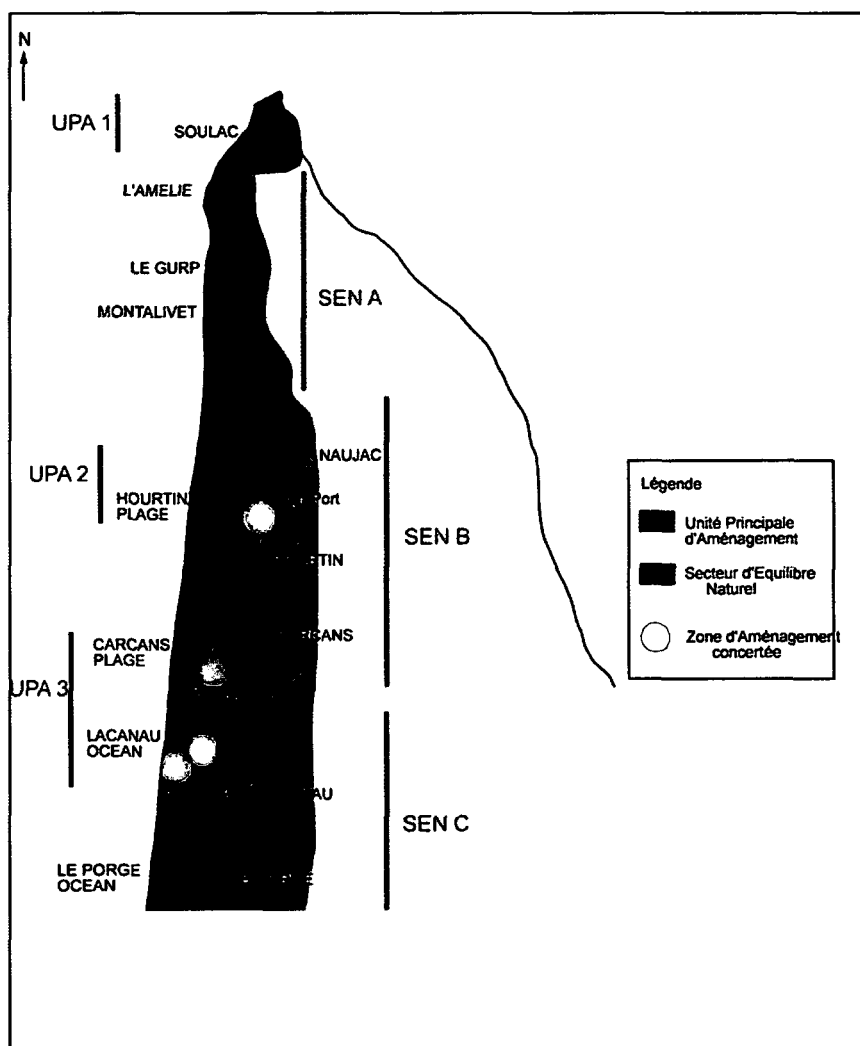 N
UPA 1
SOULAC
L'AMELIE
LE GURP
SEN A
MONTALIVET
NAUJAC
UPA 2
HOURTIN
PLAGE
Port
SEN B
CARCANS
PLAGE
UPA 3
LACANAU
OCEAN
SEN C
LE PORGE
OCEAN
Légende
Unité Principale
d'Aménagement
Secteur d'Equilibre
Naturel
Zone d'Aménagement
concertée